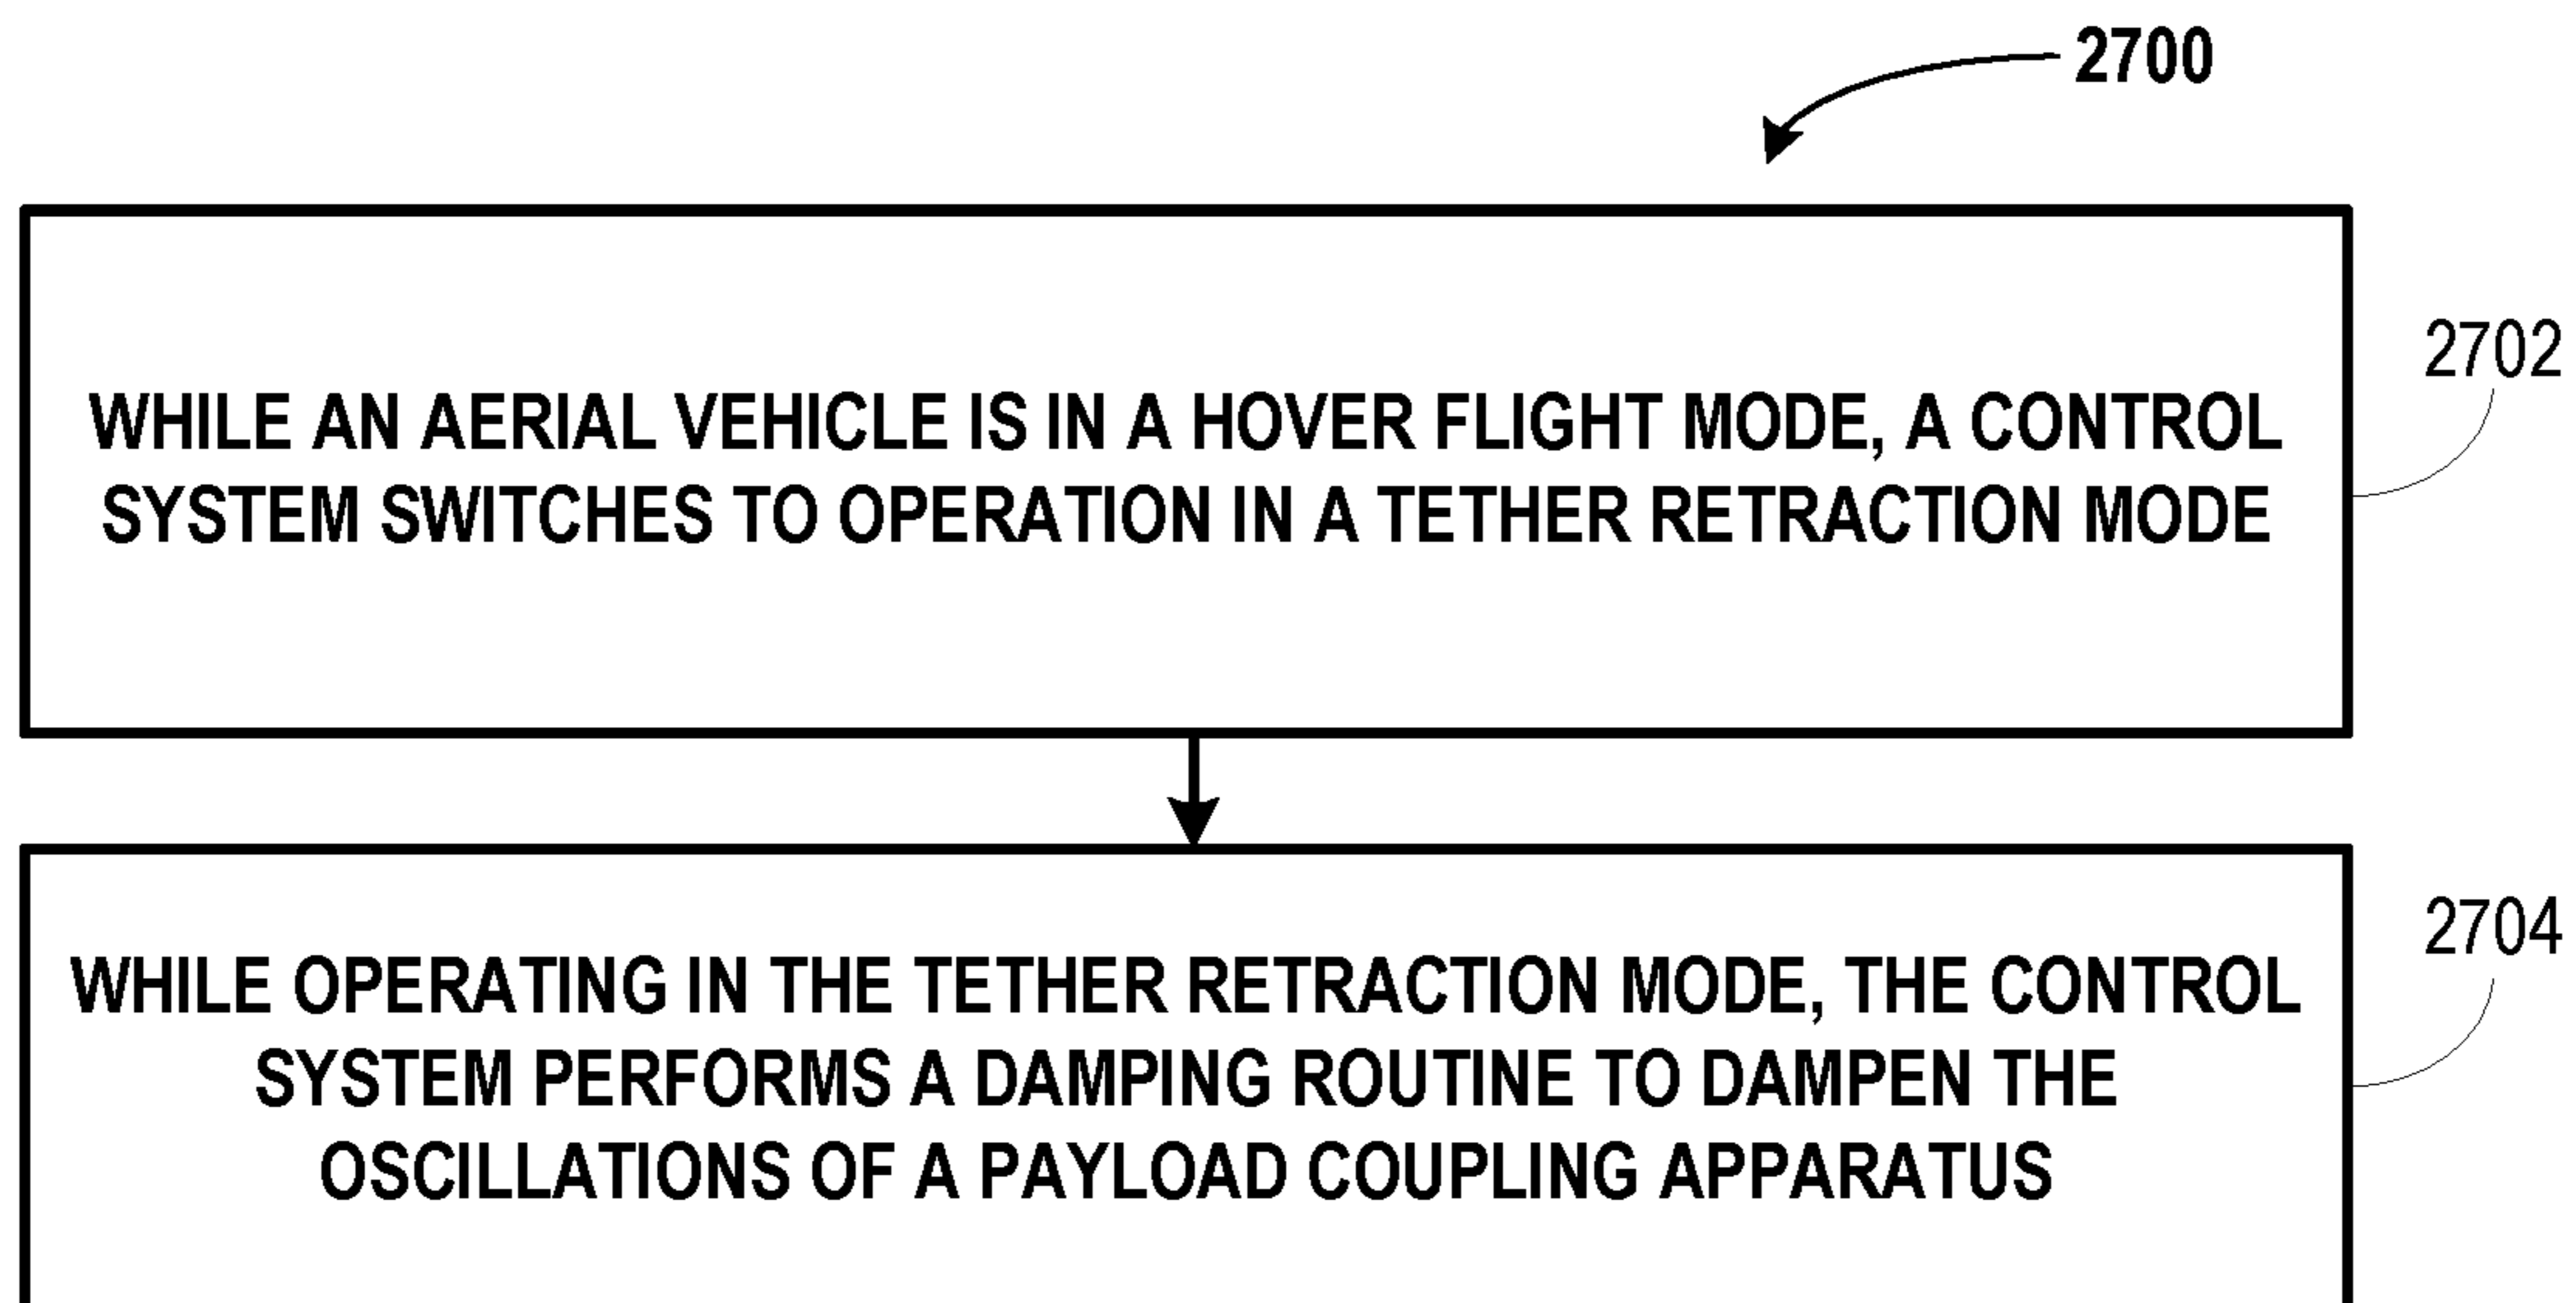 2700
WHILE AN AERIAL VEHICLE IS IN A HOVER FLIGHT MODE, A CONTROL
SYSTEM SWITCHES TO OPERATION IN A TETHER RETRACTION MODE
2702
WHILE OPERATING IN THE TETHER RETRACTION MODE, THE CONTROL
SYSTEM PERFORMS A DAMPING ROUTINE TO DAMPEN THE
OSCILLATIONS OF A PAYLOAD COUPLING APPARATUS
2704